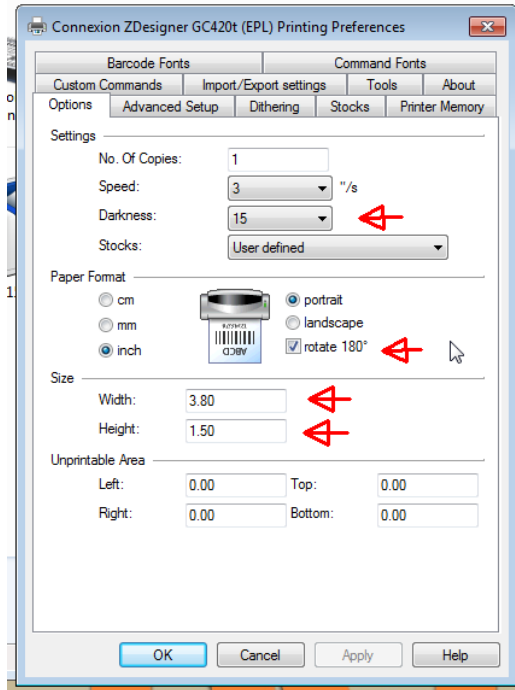 Connexion ZDesigner GC420t (EPL) Printing Preferences
Barcode Fonts Command Fonts
Custom Commands Import/Export settings Tools About
Options Advanced Setup Dithering Stocks Printer Memory
Settings
No. Of Copies: 1
Speed: 3 "/s
Darkness: 15
Stocks: User defined
Paper Format
cm portrait
mm landscape
inch rotate 180°
ABCD
Size
Width: 3.80
Height: 1.50
Unprintable Area
Left: 0.00 Top: 0.00
Right: 0.00 Bottom: 0.00
OK Cancel Apply Help